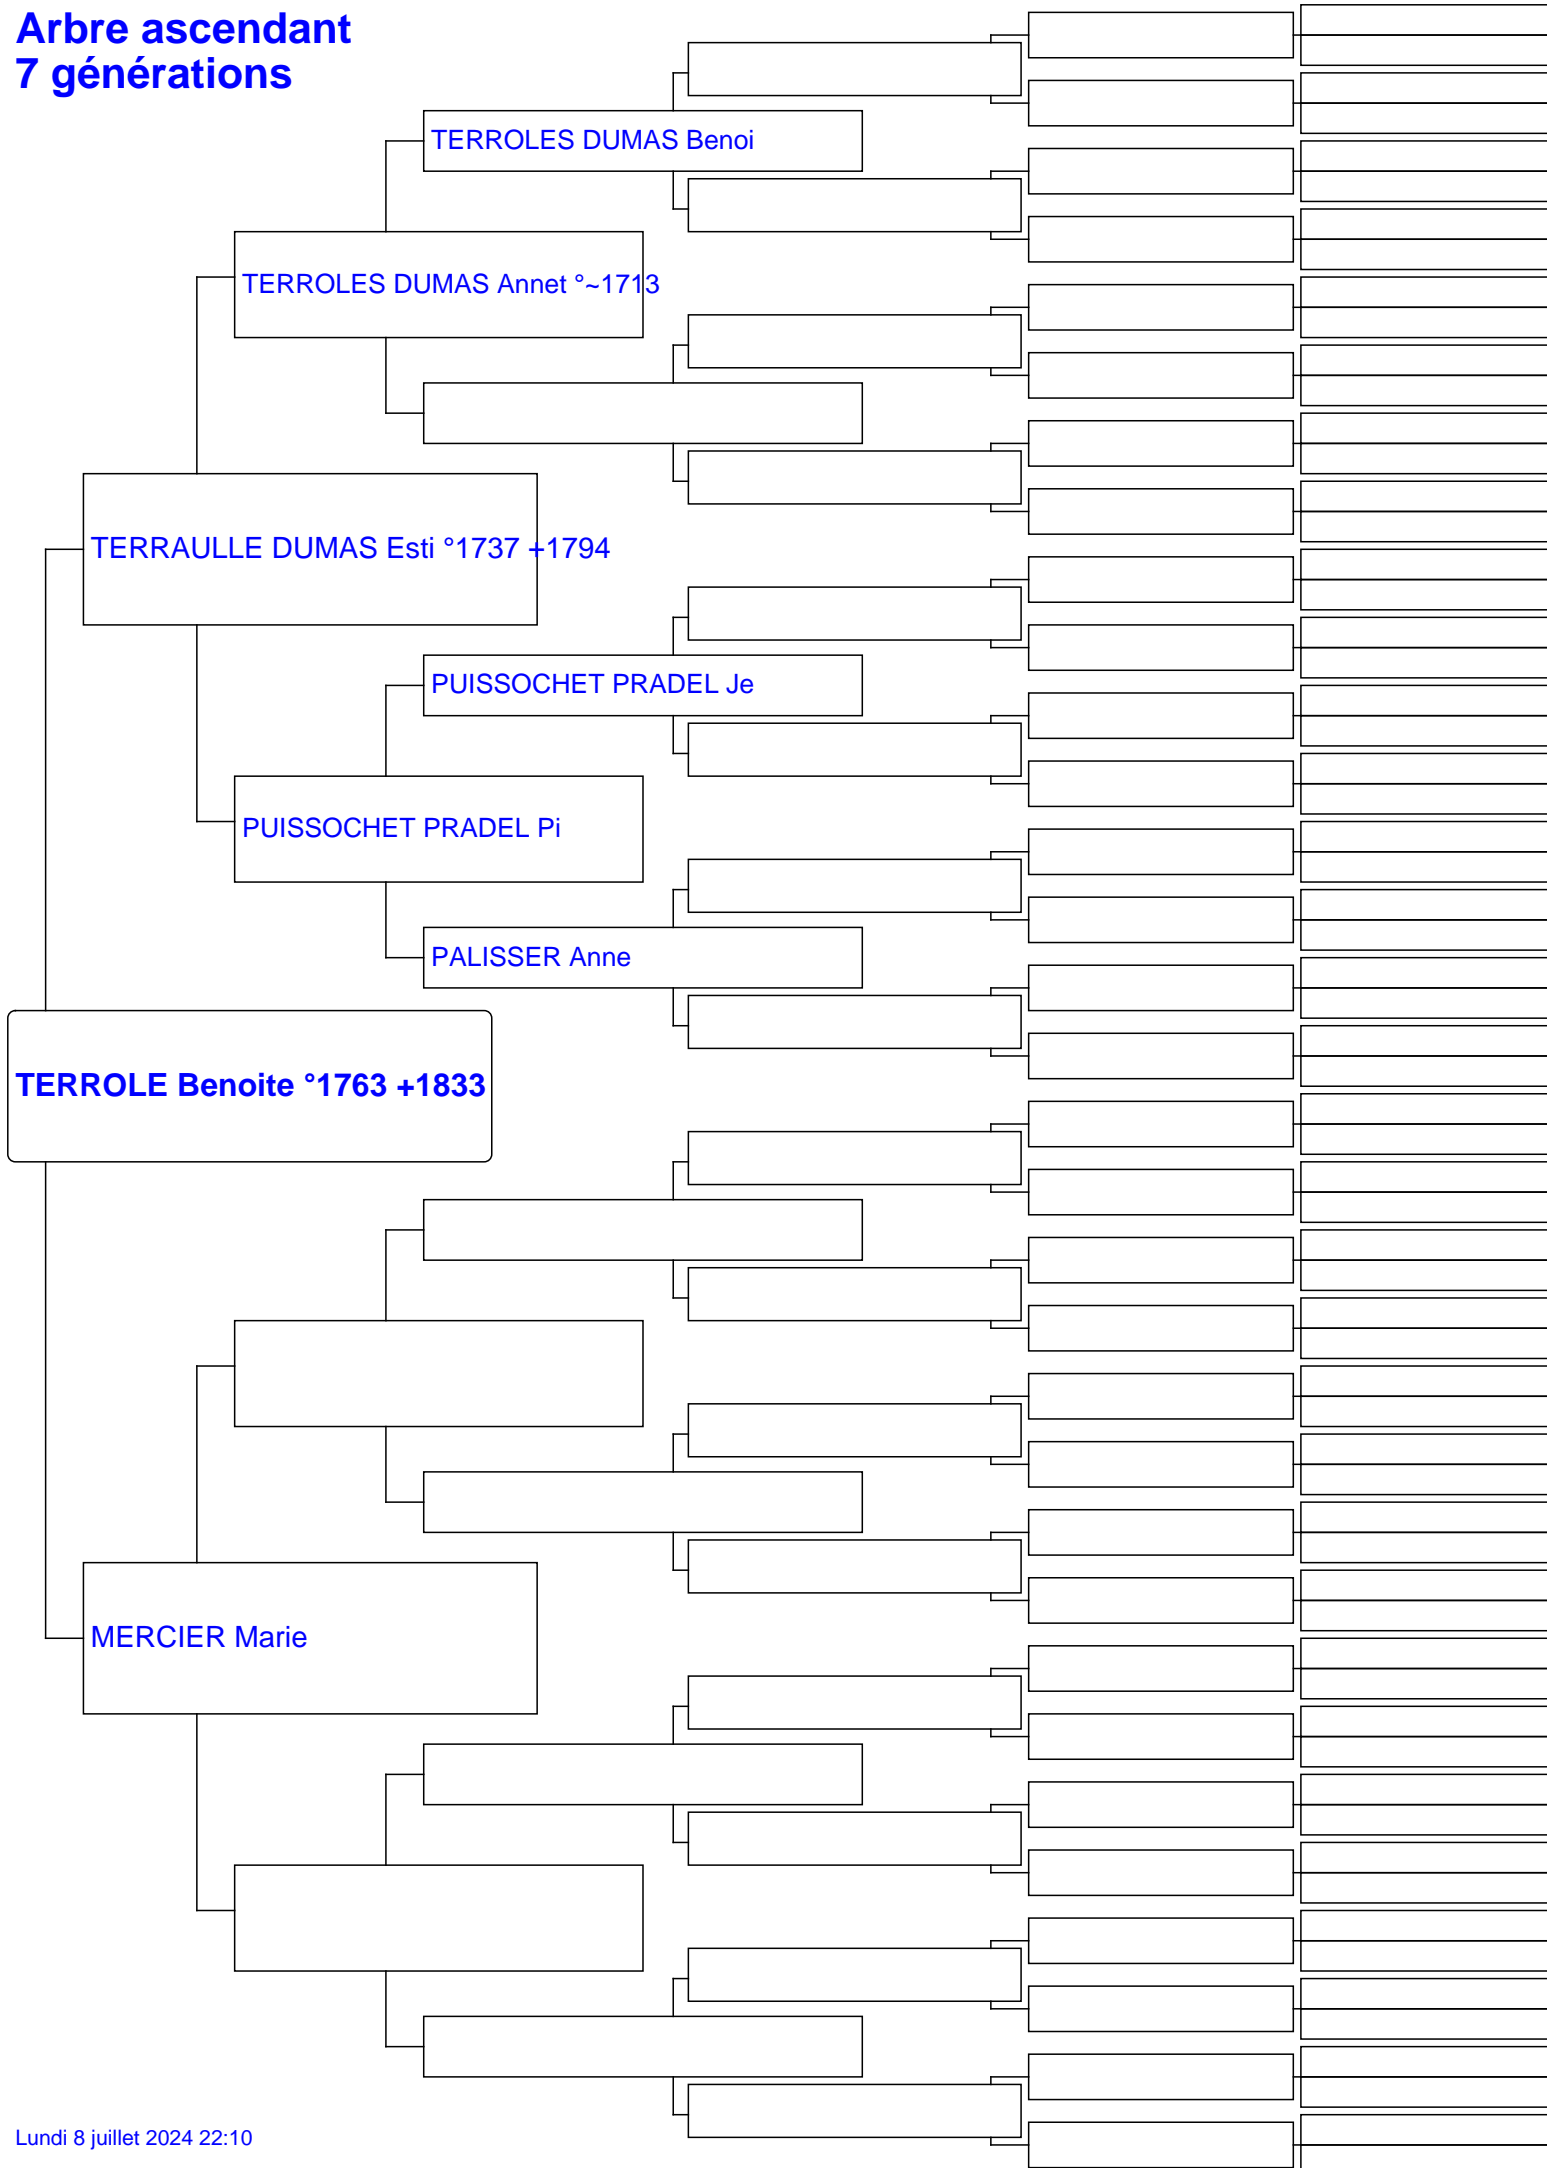 Arbre ascendant
7 générations
TERROLES DUMAS Benoi
TERROLES DUMAS Annet °~1713
TERRAULLE DUMAS Esti °1737 +1794
PUISSOCHET PRADEL Je
PUISSOCHET PRADEL Pi
PALISSER Anne
TERROLE Benoite °1763 +1833
MERCIER Marie
Lundi 8 juillet 2024 22:10